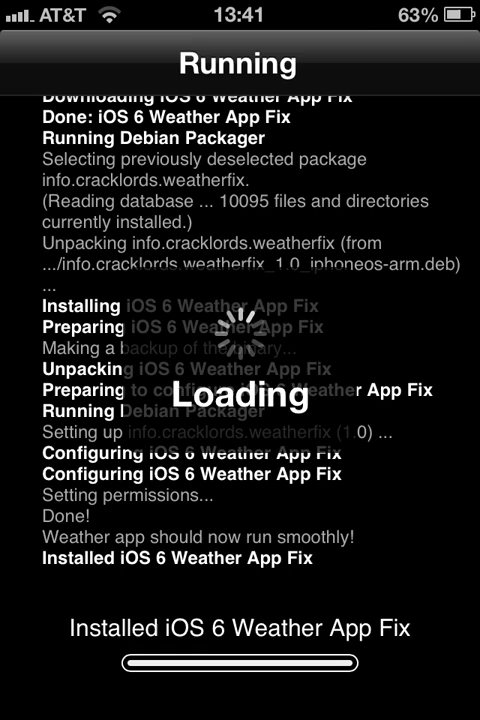 AT&T 13:41 63%
Running
Downloading iOS 6 Weather App Fix
Done: iOS 6 Weather App Fix
Running Debian Packager
Selecting previously deselected package
info.cracklords.weatherfix.
(Reading database ... 10095 files and directories
currently installed.)
Unpacking info.cracklords.weatherfix (from
.../info.cracklords.weatherfix_1.0_iphoneos-arm.deb)
...
Installing iOS 6 Weather App Fix
Preparing iOS 6 Weather App Fix
Making a backup of the binary...
Unpacking iOS 6 Weather App Fix
Preparing to configure iOS 6 Weather App Fix
Loading
Running Debian Packager
Setting up info.cracklords.weatherfix (1.0) ...
Configuring iOS 6 Weather App Fix
Configuring iOS 6 Weather App Fix
Setting permissions...
Done!
Weather app should now run smoothly!
Installed iOS 6 Weather App Fix
Installed iOS 6 Weather App Fix